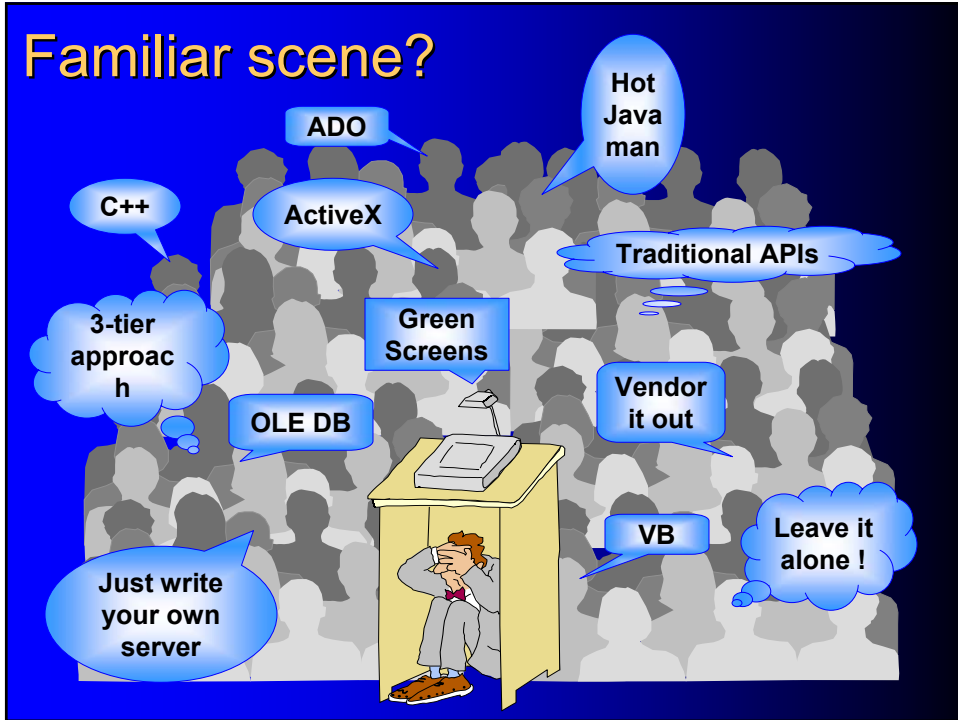 Familiar scene?
Hot
Java
man
ADO
C++
ActiveX
Traditional APIs
3-tier
approac
h
Green
Screens
Vendor
it out
OLE DB
VB
Leave it
alone !
Just write
your own
server